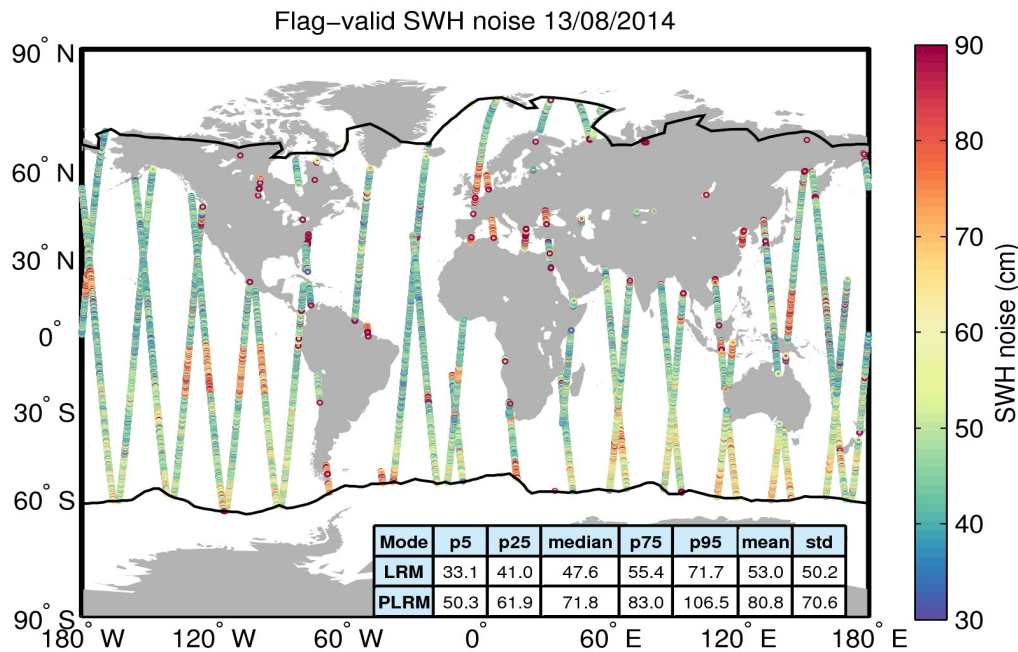 Flag−valid SWH noise 13/08/2014
90° N
60° N
30° N
0°
30° S
60° S
90° S
180° W
120° W
60° W
0°
60° E
120° E
180° E
90
80
70
60
50
40
30
SWH noise (cm)
Mode p5 p25 median p75 p95 mean std
LRM 33.1 41.0 47.6 55.4 71.7 53.0 50.2
PLRM 50.3 61.9 71.8 83.0 106.5 80.8 70.6